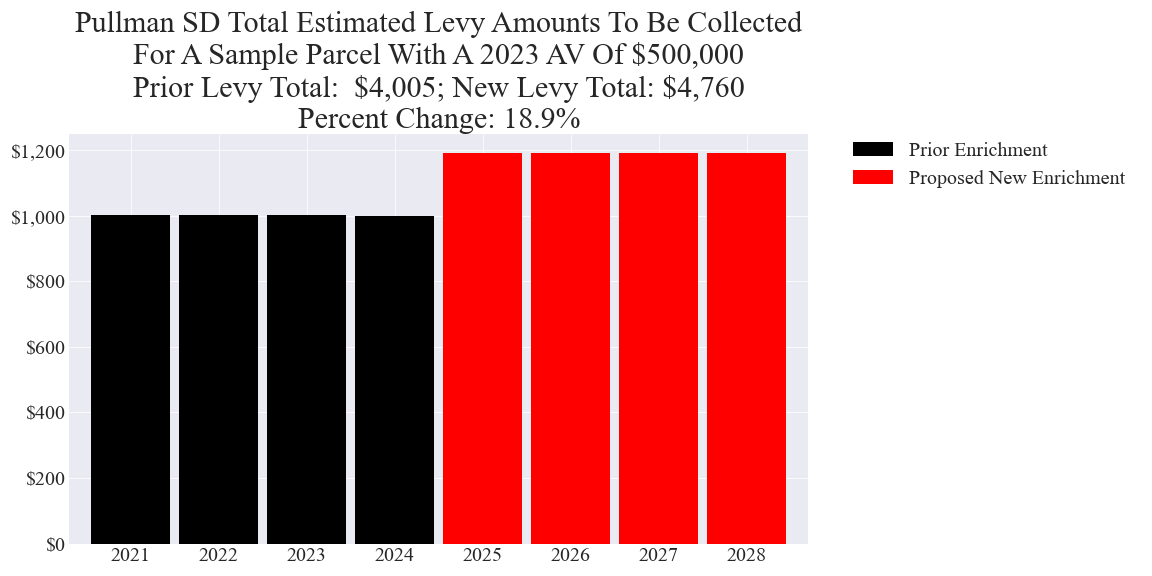 Pullman SD Total Estimated Levy Amounts To Be Collected
For A Sample Parcel With A 2023 AV Of $500,000
Prior Levy Total:  $4,005; New Levy Total: $4,760
Percent Change: 18.9%
$1,200
$1,000
$800
$600
$400
$200
$0
2021 2022 2023 2024 2025 2026 2027 2028
Prior Enrichment
Proposed New Enrichment